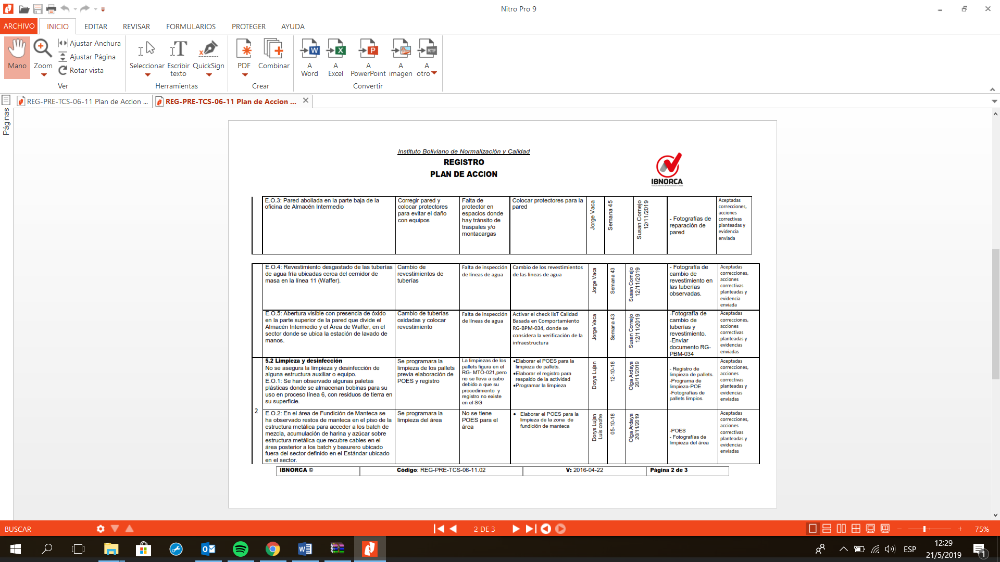 Nitro Pro 9
ARCHIVO
INICIO
EDITAR
REVISAR
FORMULARIOS
PROTEGER
AYUDA
Mano
Zoom
Ajustar Anchura
Ajustar Página
Rotar vista
Ver
Seleccionar
Escribir
texto
QuickSign
Herramientas
PDF
Combinar
Crear
A
Word
A
Excel
A
PowerPoint
A
imagen
A
otro
Convertir
Páginas
REG-PRE-TCS-06-11 Plan de Accion ...
REG-PRE-TCS-06-11 Plan de Accion ...
Instituto Boliviano de Normalización y Calidad
REGISTRO
PLAN DE ACCION
IBNORCA
E.O.3: Pared abollada en la parte baja de la
oficina de Almacén Intermedio
Corregir pared y
colocar protectores
para evitar el daño
con equipos
Falta de
protector en
espacios donde
hay tránsito de
traspales y/o
montacargas
Colocar protectores para la
pared
Jorge Vaca
Semana 45
Susan Cornejo
12/11/2019
- Fotografías de
reparación de
pared
Aceptadas
correcciones,
acciones
correctivas
planteadas y
evidencia
enviada
E.O.4: Revestimiento desgastado de las tuberías
de agua fría ubicadas cerca del cernidor de
masa en la línea 11 (Waffer).
Cambio de
revestimientos de
tuberías
Falta de inspección
de líneas de agua
Cambio de los revestimientos
de las líneas de agua
Jorge Vaca
Semana 43
Susan Cornejo
12/11/2019
- Fotografía de
cambio de
revestimiento en
las tuberías
observadas.
Aceptadas
correcciones,
acciones
correctivas
planteadas y
evidencia
enviada
E.O.5: Abertura visible con presencia de óxido
en la parte superior de la pared que divide el
Almacén Intermedio y el Área de Waffer, en el
sector donde se ubica la estación de lavado de
manos.
Cambio de tuberías
oxidadas y colocar
revestimiento
Falta de inspección
de líneas de agua
Activar el check lisT Calidad
Basada en Comportamiento
RG-BPM-034, donde se
considera la verificación de la
infraestructura
Jorge Vaca
Semana 43
Susan Cornejo
12/11/2019
-Fotografía de
cambio de
tuberías y
revestimiento.
-Enviar
documento RG-
PBM-034
Aceptadas
correcciones,
acciones
correctivas
planteadas y
evidencias
enviadas
2
5.2 Limpieza y desinfección
No se asegura la limpieza y desinfección de
alguna estructura auxiliar o equipo.
E.O.1: Se han observado algunas paletas
plásticas donde se almacenan bobinas para su
uso en proceso línea 6, con residuos de tierra en
su superficie.
Se programara la
limpieza de los pallets
previa elaboración de
POES y registro
La limpiezas de los
pallets figura en el
RG- MTO-021,pero
no se lleva a cabo
debido a que su
procedimiento y
registro no existe
en el SG
•Elaborar el POES para la
limpieza de pallets.
•Elaborar el registro para
respaldo de la actividad
•Programar la limpieza
Dorys Lujan
12-10-18
Olga Ardaya
20/11/2019
- Registro de
limpieza de pallets.
-Programa de
limpieza-POE
-Fotografías de
pallets limpios.
Aceptadas
correcciones,
acciones
correctivas
planteadas y
evidencias
enviadas
E.O.2: En el área de Fundición de Manteca se
ha observado restos de manteca en el piso de la
estructura metálica para acceder a los batch de
mezcla, acumulación de harina y azúcar sobre
estructura metálica que recubre cables en el
área posterior a los batch y basurero ubicado
fuera del sector definido en el Estándar ubicado
en el sector.
Se programara la
limpieza del área
No se tiene
POES para el
área
• Elaborar el POES para la
limpieza de la zona de
fundición de manteca
Dorys Lujan
Luis onofre
05-10-18
Olga Ardaya
20/11/2019
-POES
- Fotografías de
limpieza del área
Aceptadas
correcciones,
acciones
correctivas
planteadas y
evidencias
enviadas
IBNORCA ©
Código: REG-PRE-TCS-06-11.02
V: 2016-04-22
Página 2 de 3
BUSCAR
2 DE 3
75%
ESP
12:29
21/5/2019
1